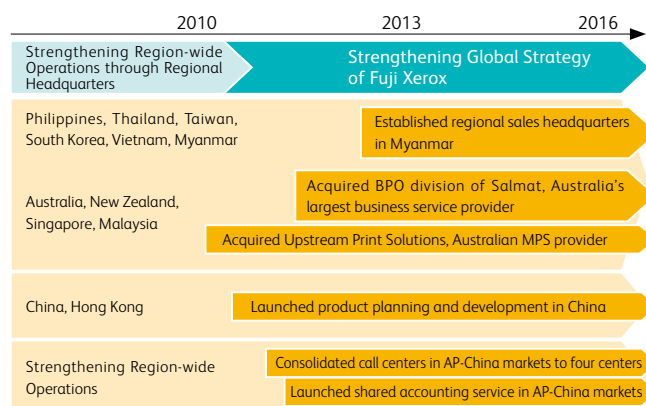 2010 2013 2016
Strengthening Region-wide
Operations through Regional
Headquarters
Strengthening Global Strategy
of Fuji Xerox
Philippines, Thailand, Taiwan,
South Korea, Vietnam, Myanmar
Established regional sales headquarters
in Myanmar
Australia, New Zealand,
Singapore, Malaysia
Acquired BPO division of Salmat, Australia's
largest business service provider
Acquired Upstream Print Solutions, Australian MPS provider
China, Hong Kong
Launched product planning and development in China
Strengthening Region-wide
Operations
Consolidated call centers in AP-China markets to four centers
Launched shared accounting service in AP-China markets